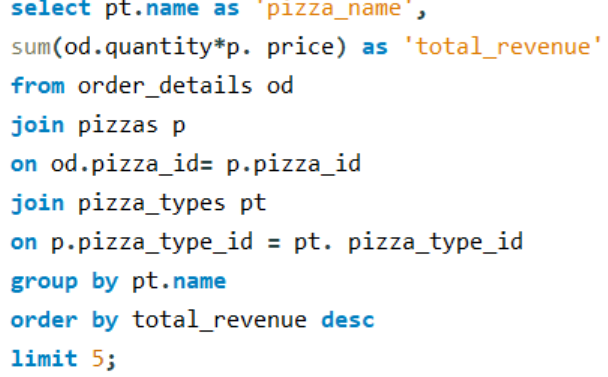 select pt.name as 'pizza_name',
sum(od.quantity*p. price) as 'total_revenue'
from order_details od
join pizzas p
on od.pizza_id= p.pizza_id
join pizza_types pt
on p.pizza_type_id = pt. pizza_type_id
group by pt.name
order by total_revenue desc
limit 5;